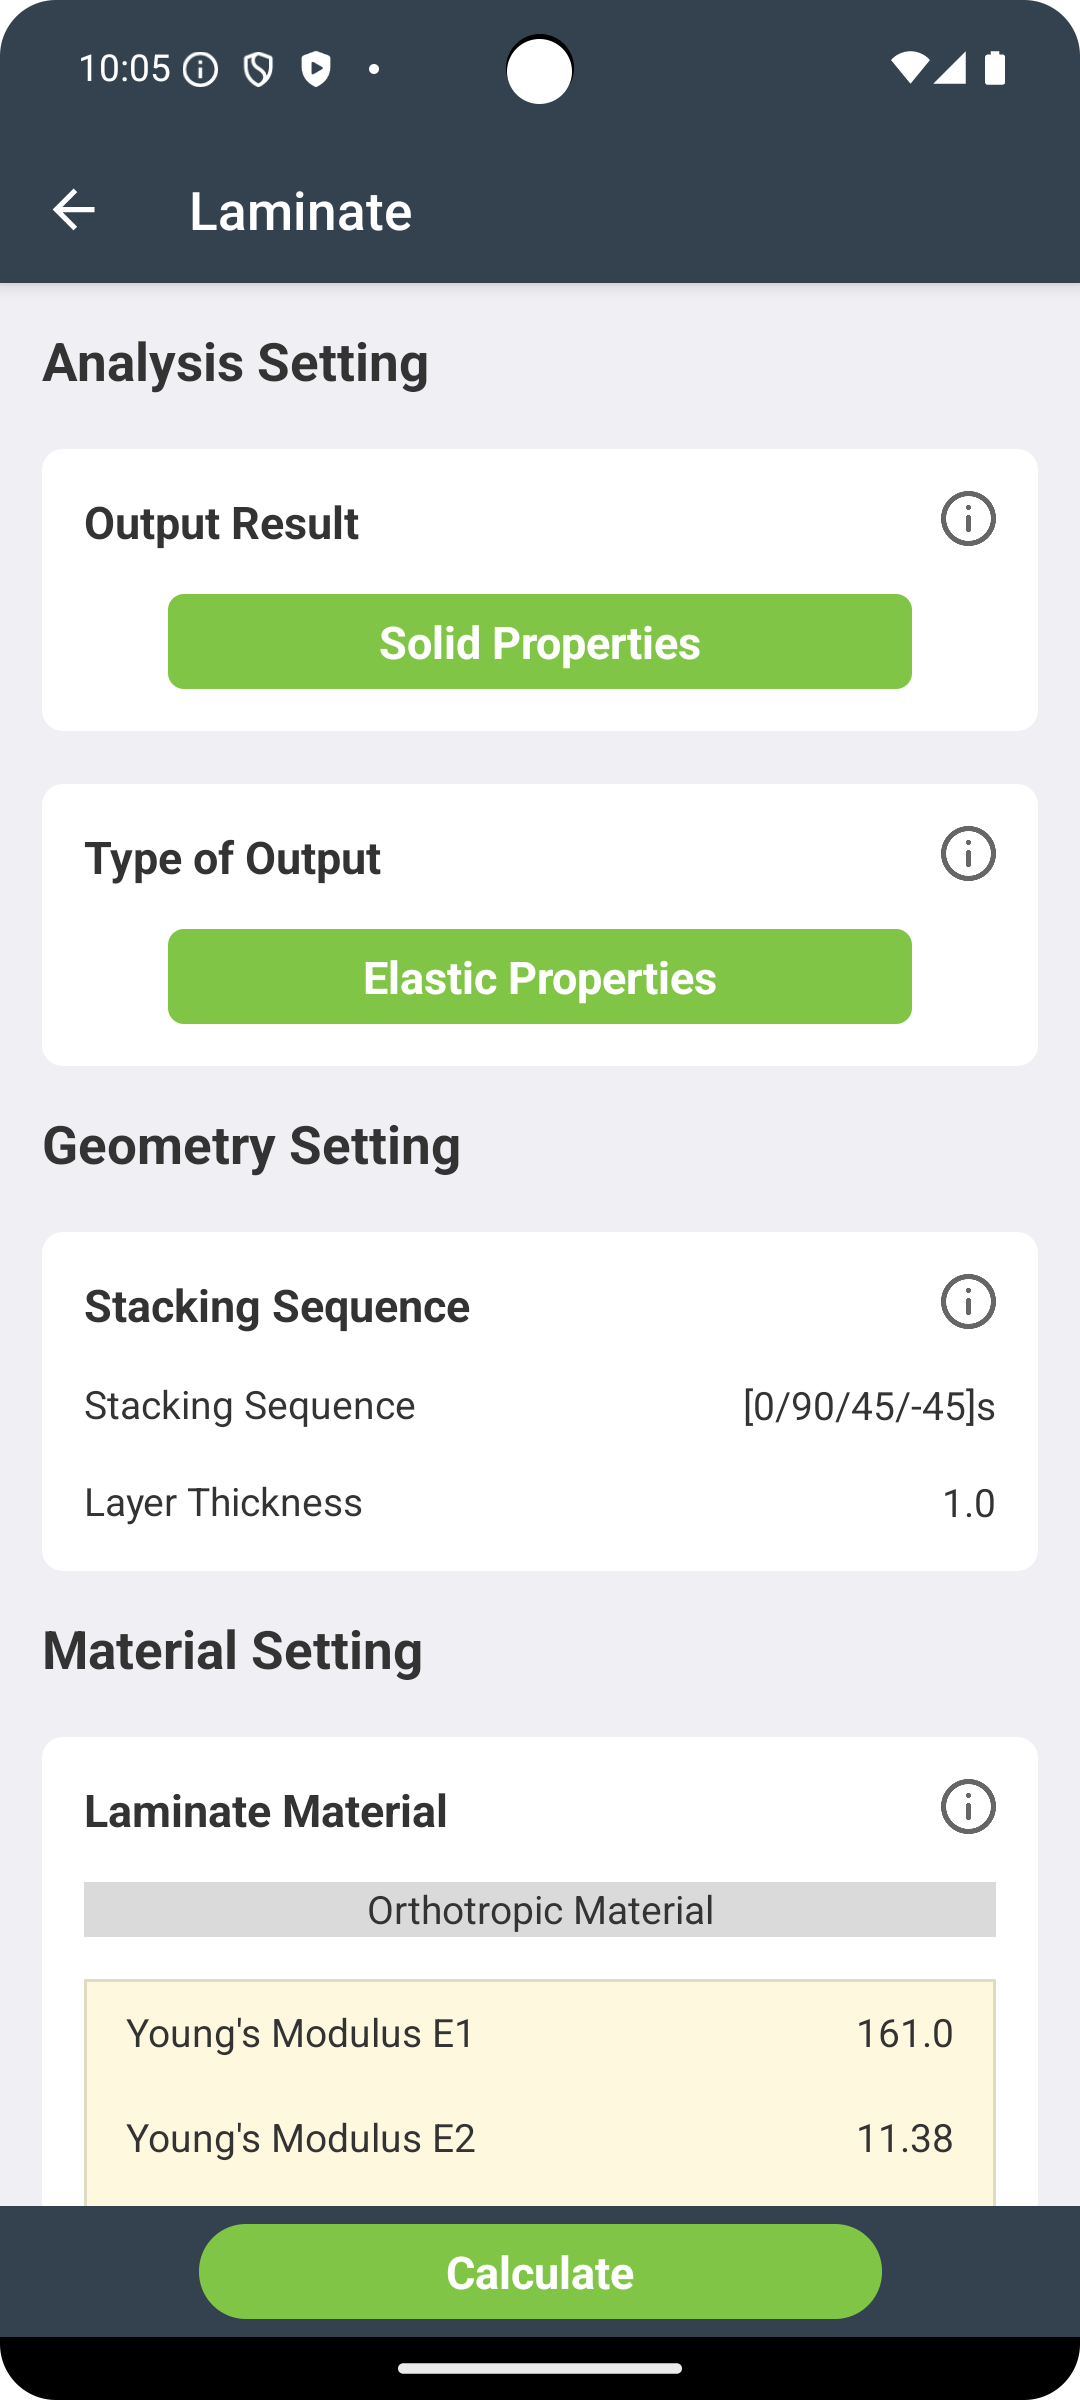 10:05
Laminate
Analysis Setting
Output Result
Solid Properties
Type of Output
Elastic Properties
Geometry Setting
Stacking Sequence
Stacking Sequence [0/90/45/-45]s
Layer Thickness 1.0
Material Setting
Laminate Material
Orthotropic Material
Young's Modulus E1 161.0
Young's Modulus E2 11.38
Calculate